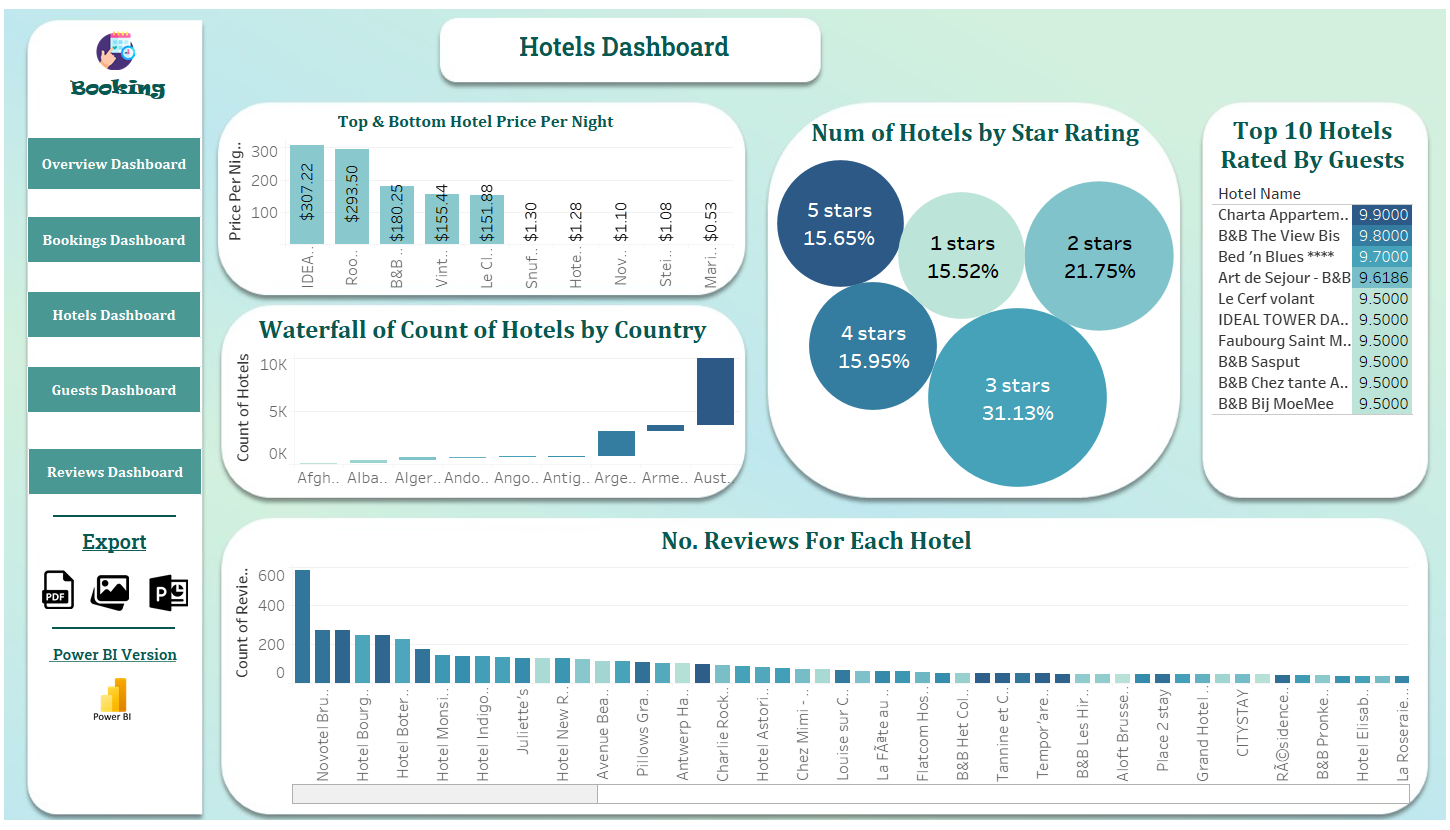 Booking
Overview Dashboard
Bookings Dashboard
Hotels Dashboard
Guests Dashboard
Reviews Dashboard
Export
PDF
P
Power BI Version
Power BI
Hotels Dashboard
Top & Bottom Hotel Price Per Night
Price Per Nig..
300
200
100
$307.22
$293.50
$180.25
$155.44
$151.88
$1.30
$1.28
$1.10
$1.08
$0.53
IDEA..
Roo..
B&B ..
Vint..
Le Cl..
Snuf..
Hote..
Nov..
Stei..
Mari..
Waterfall of Count of Hotels by Country
Count of Hotels
10K
5K
0K
Afgh..
Alba..
Alger..
Ando..
Ango..
Antig..
Arge..
Arme..
Aust..
Num of Hotels by Star Rating
5 stars
15.65%
1 stars
15.52%
2 stars
21.75%
4 stars
15.95%
3 stars
31.13%
Top 10 Hotels
Rated By Guests
Hotel Name
Charta Appartem.. 9.9000
B&B The View Bis 9.8000
Bed ’n Blues **** 9.7000
Art de Sejour - B&B 9.6186
Le Cerf volant 9.5000
IDEAL TOWER DA.. 9.5000
Faubourg Saint M.. 9.5000
B&B Sasput 9.5000
B&B Chez tante A.. 9.5000
B&B Bij MoeMee 9.5000
No. Reviews For Each Hotel
Count of Revie..
600
400
200
0
Novotel Bru..
Hotel Bourg..
Hotel Boter..
Hotel Monsi..
Hotel Indigo..
Juliette’s
Hotel New R..
Avenue Bea..
Pillows Gra..
Antwerp Ha..
Charlie Rock..
Hotel Astori..
Chez Mimi - ..
Louise sur C..
La FÃªte au ..
Flatcom Hos..
B&B Het Col..
Tannine et C..
Tempor’are..
B&B Les Hir..
Aloft Brusse..
Place 2 stay
Grand Hotel ..
CITYSTAY
RÃ©sidence..
B&B Pronke..
Hotel Elisab..
La Roseraie..